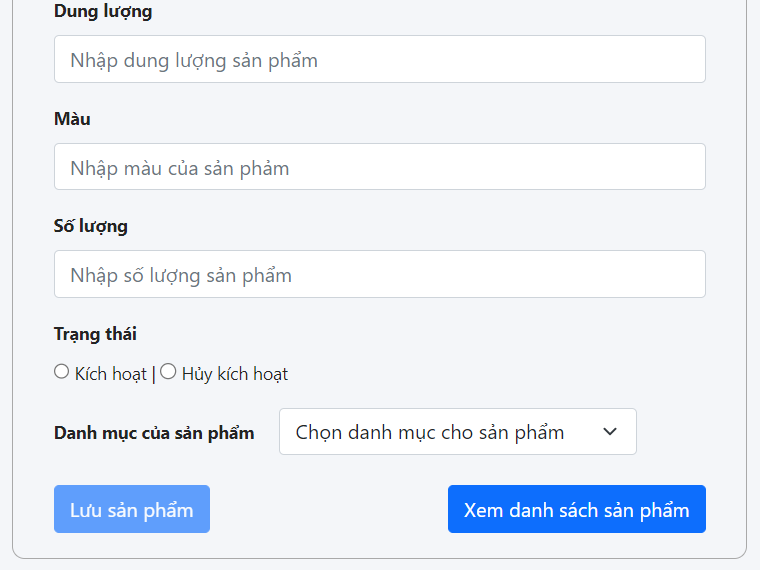 Dung lượng
Nhập dung lượng sản phẩm
Màu
Nhập màu của sản phảm
Số lượng
Nhập số lượng sản phẩm
Trạng thái
Kích hoạt | Hủy kích hoạt
Danh mục của sản phẩm Chọn danh mục cho sản phẩm
Lưu sản phẩm Xem danh sách sản phẩm